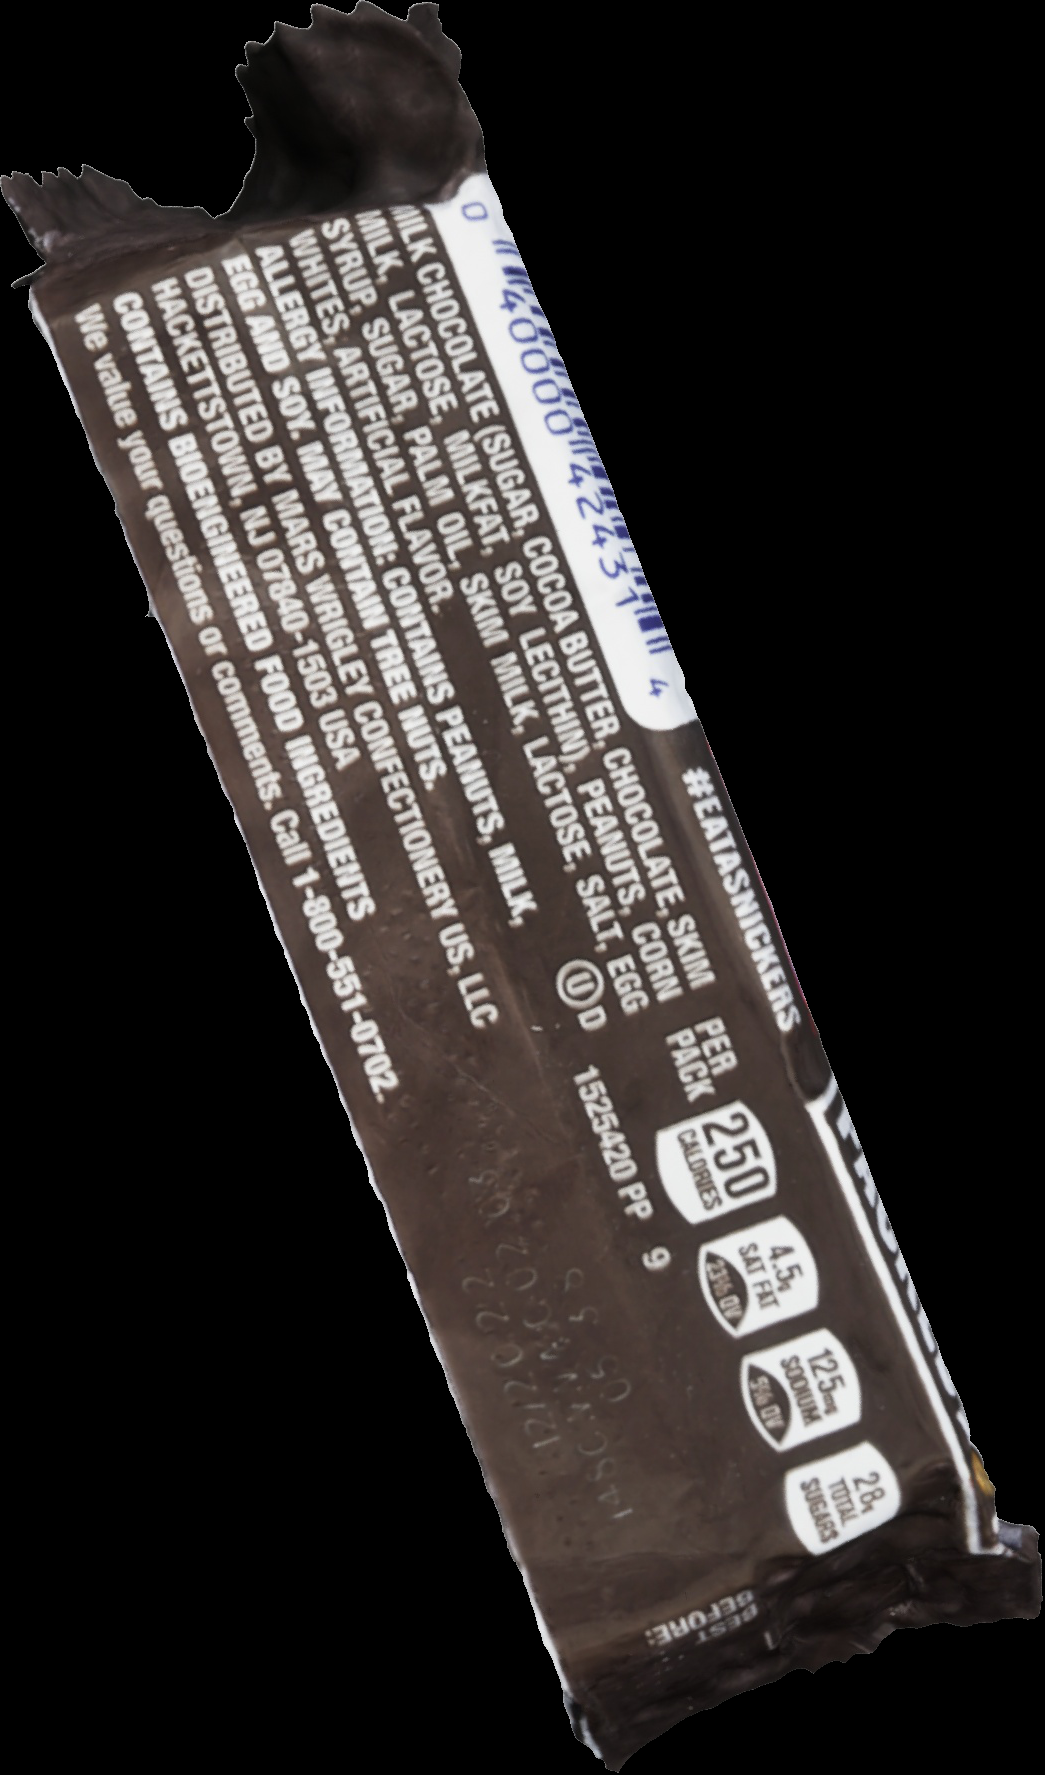 0 40000 42431 4
#EATASNICKERS
MILK CHOCOLATE (SUGAR, COCOA BUTTER, CHOCOLATE, SKIM
MILK, LACTOSE, MILKFAT, SOY LECITHIN), PEANUTS, CORN
SYRUP, SUGAR, PALM OIL, SKIM MILK, LACTOSE, SALT, EGG
WHITES, ARTIFICIAL FLAVOR.
U D
ALLERGY INFORMATION: CONTAINS PEANUTS, MILK,
EGG AND SOY. MAY CONTAIN TREE NUTS.
DISTRIBUTED BY MARS WRIGLEY CONFECTIONERY US, LLC
HACKETTSTOWN, NJ 07840-1503 USA
CONTAINS BIOENGINEERED FOOD INGREDIENTS
We value your questions or comments. Call 1-800-551-0702.
1525420 PP 9
PER
PACK
250
CALORIES
4.5g
SAT FAT
23% DV
125mg
SODIUM
5% DV
28g
TOTAL
SUGARS
BEST
BEFORE: